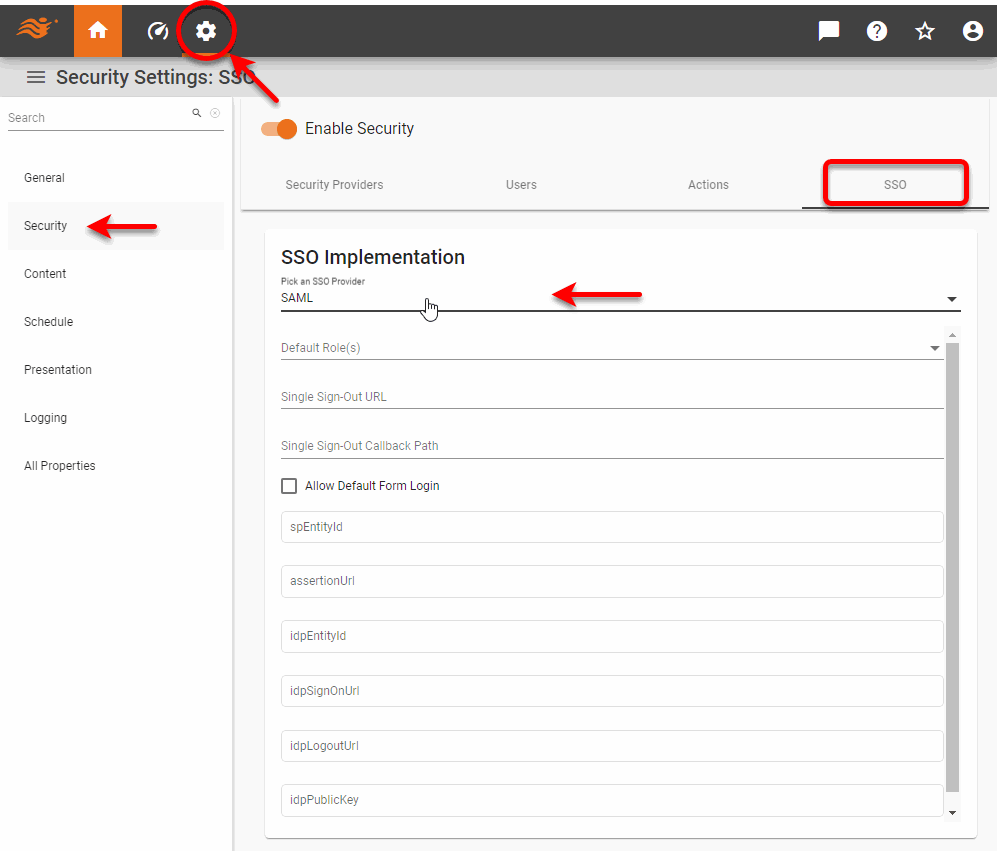 Security Settings: SSO
Search
General
Security
Content
Schedule
Presentation
Logging
All Properties
Enable Security
Security Providers
Users
Actions
SSO
SSO Implementation
Pick an SSO Provider
SAML
Default Role(s)
Single Sign-Out URL
Single Sign-Out Callback Path
Allow Default Form Login
spEntityId
assertionUrl
idpEntityId
idpSignOnUrl
idpLogoutUrl
idpPublicKey